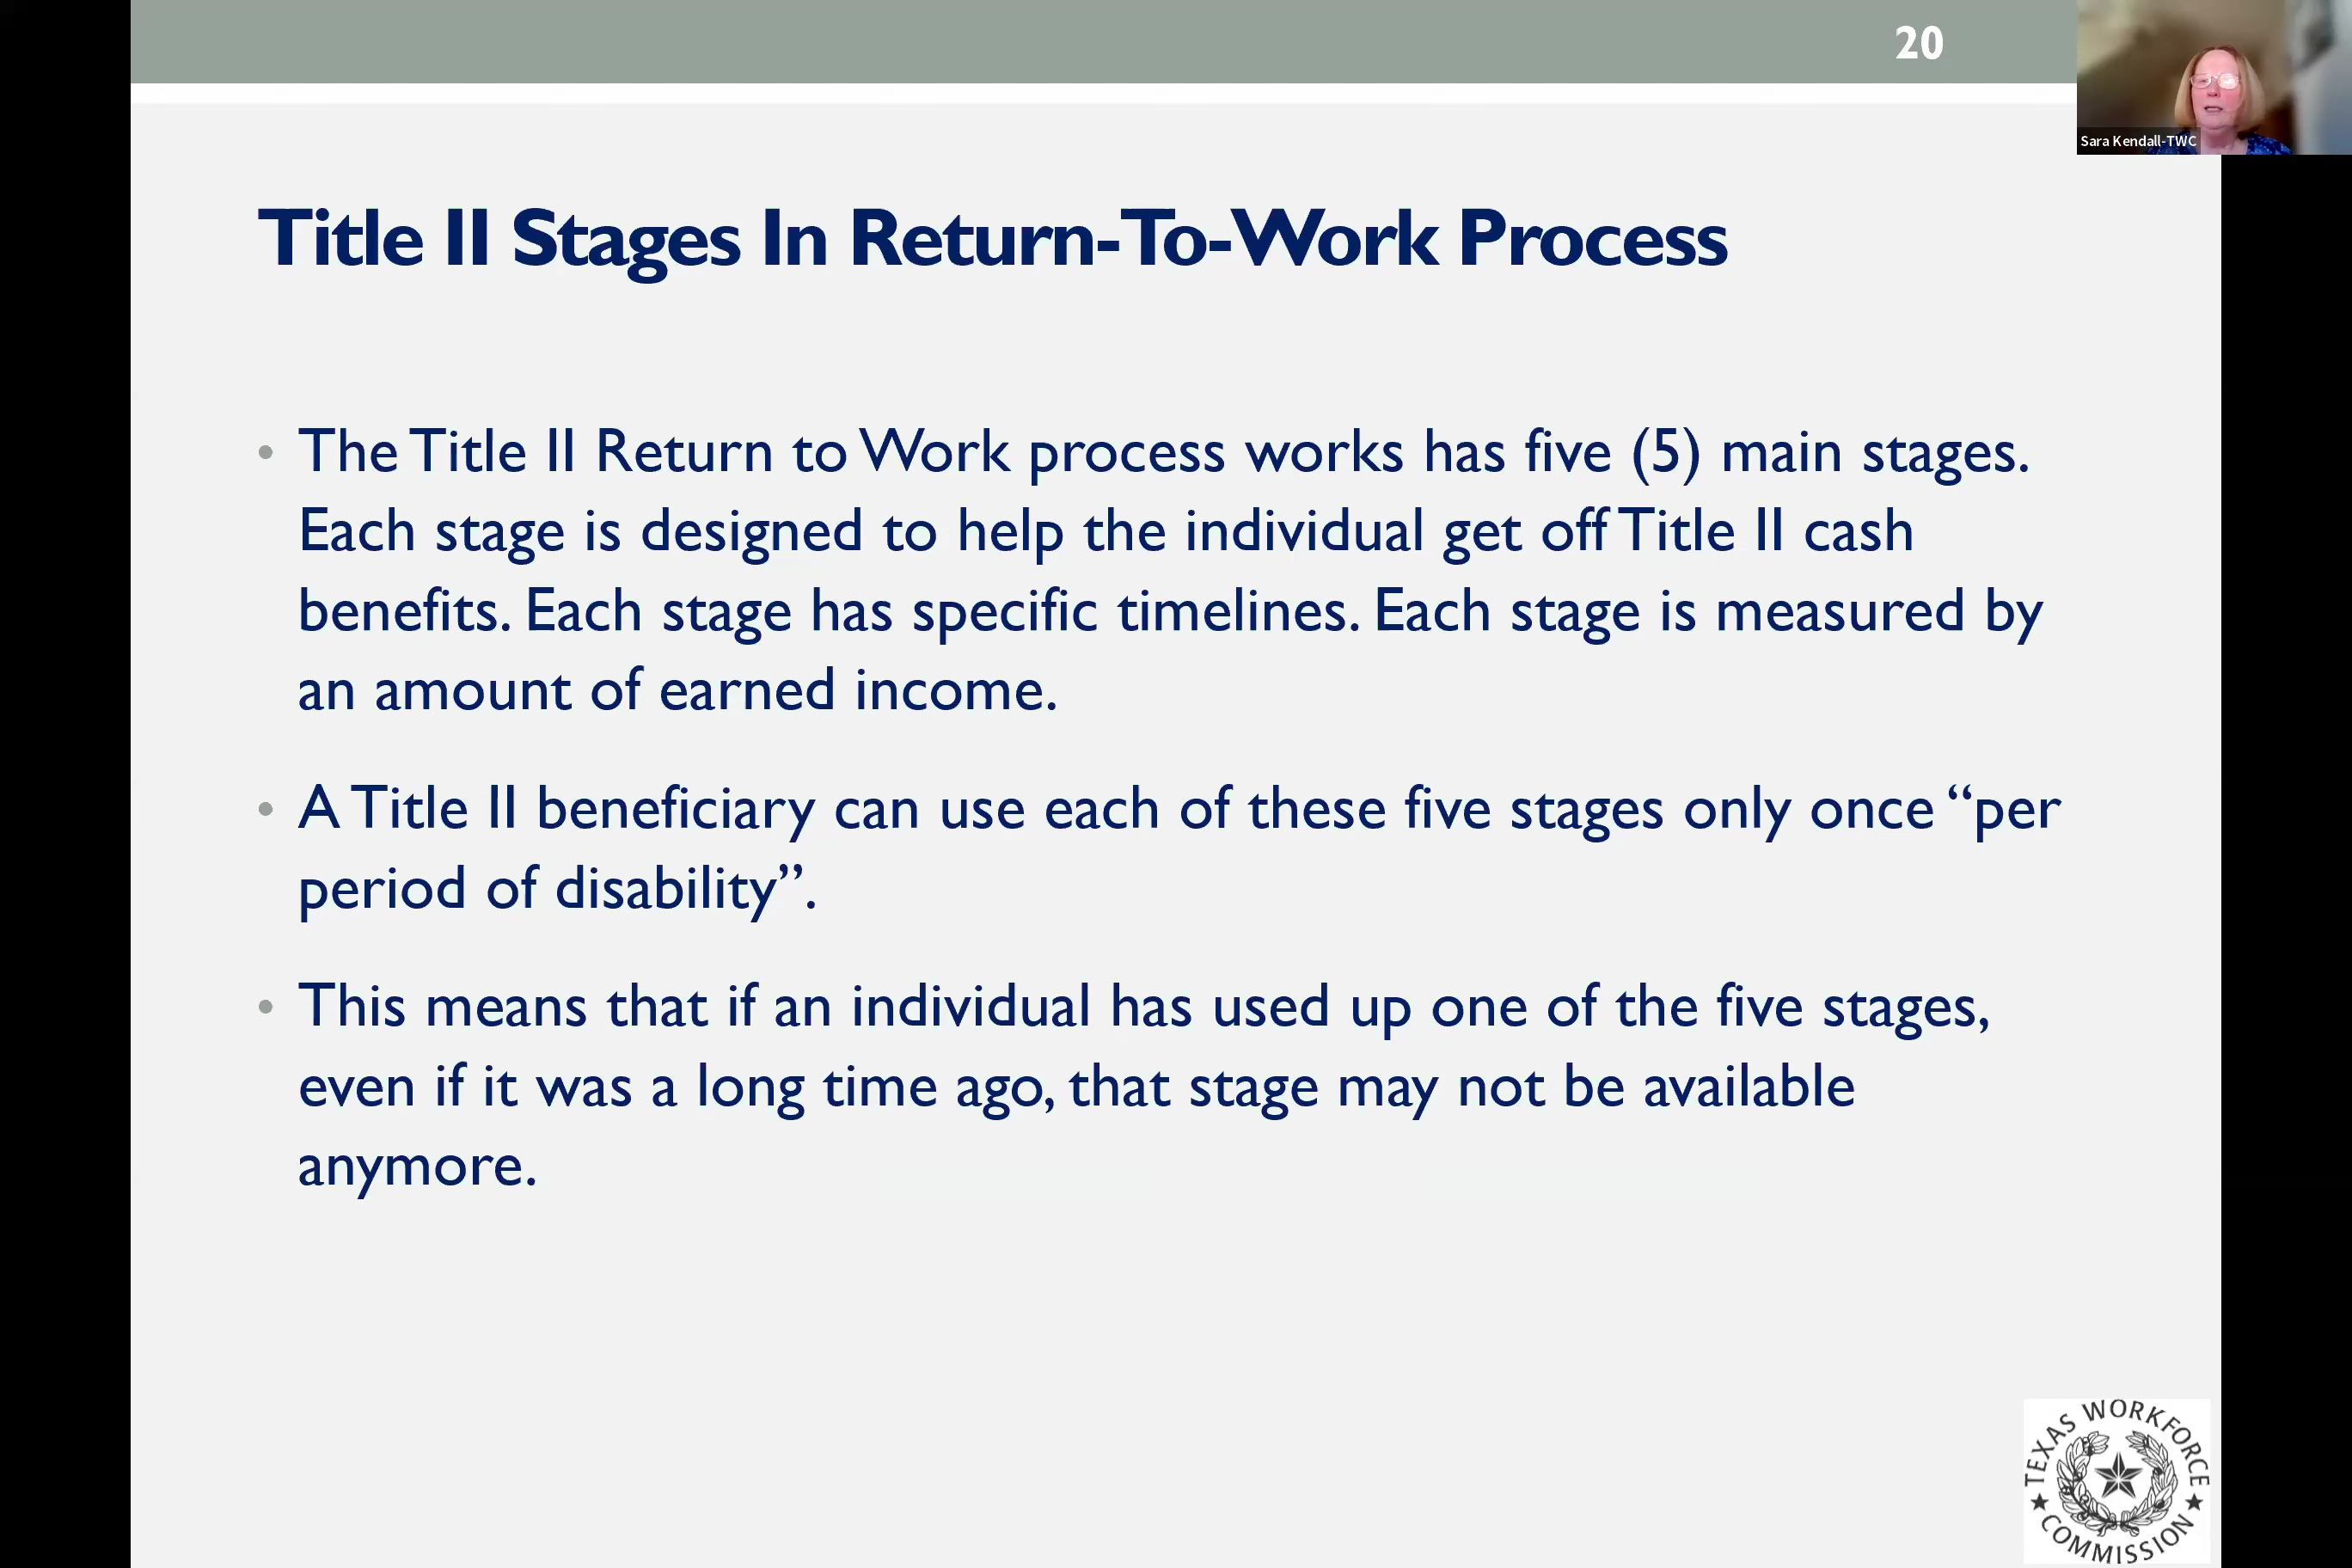 20
Sara Kendall-TWC
Title II Stages In Return-To-Work Process
• The Title II Return to Work process works has five (5) main stages.
Each stage is designed to help the individual get off Title II cash
benefits. Each stage has specific timelines. Each stage is measured by
an amount of earned income.
• A Title II beneficiary can use each of these five stages only once “per
period of disability”.
• This means that if an individual has used up one of the five stages,
even if it was a long time ago, that stage may not be available
anymore.
TEXAS WORKFORCE
COMMISSION